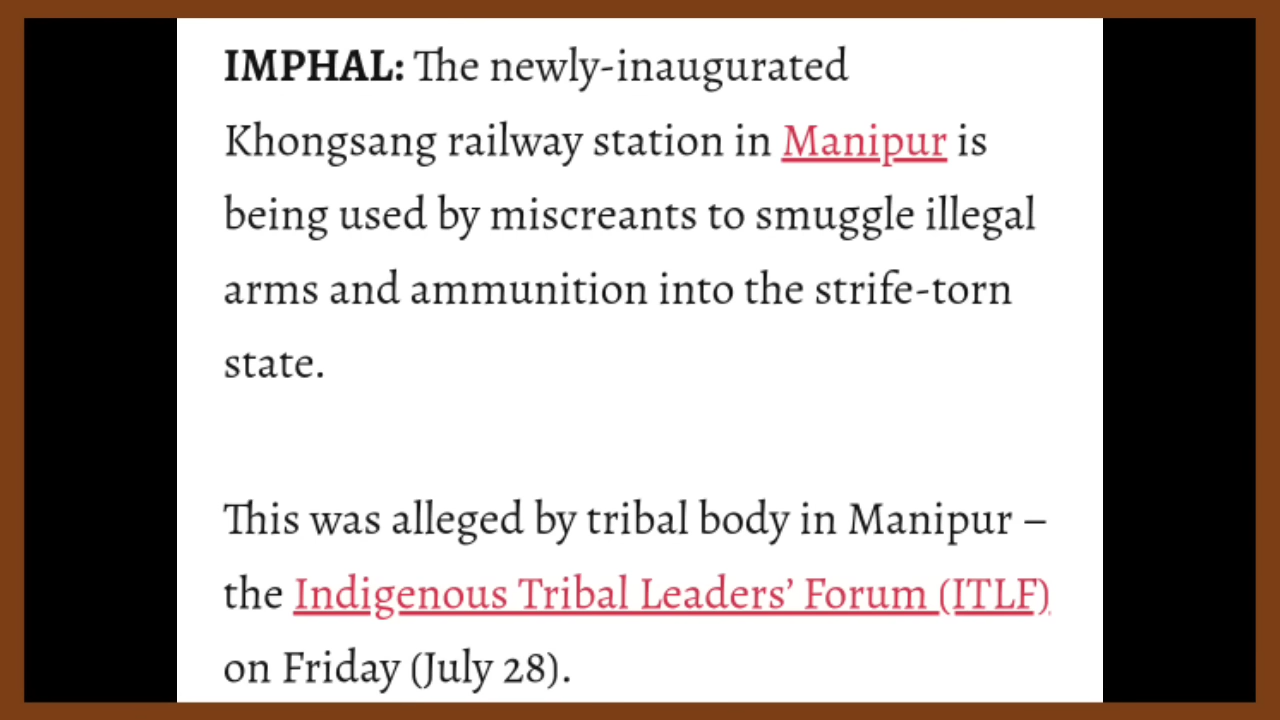 IMPHAL: The newly-inaugurated
Khongsang railway station in Manipur is
being used by miscreants to smuggle illegal
arms and ammunition into the strife-torn
state.
This was alleged by tribal body in Manipur –
the Indigenous Tribal Leaders’ Forum (ITLF)
on Friday (July 28).